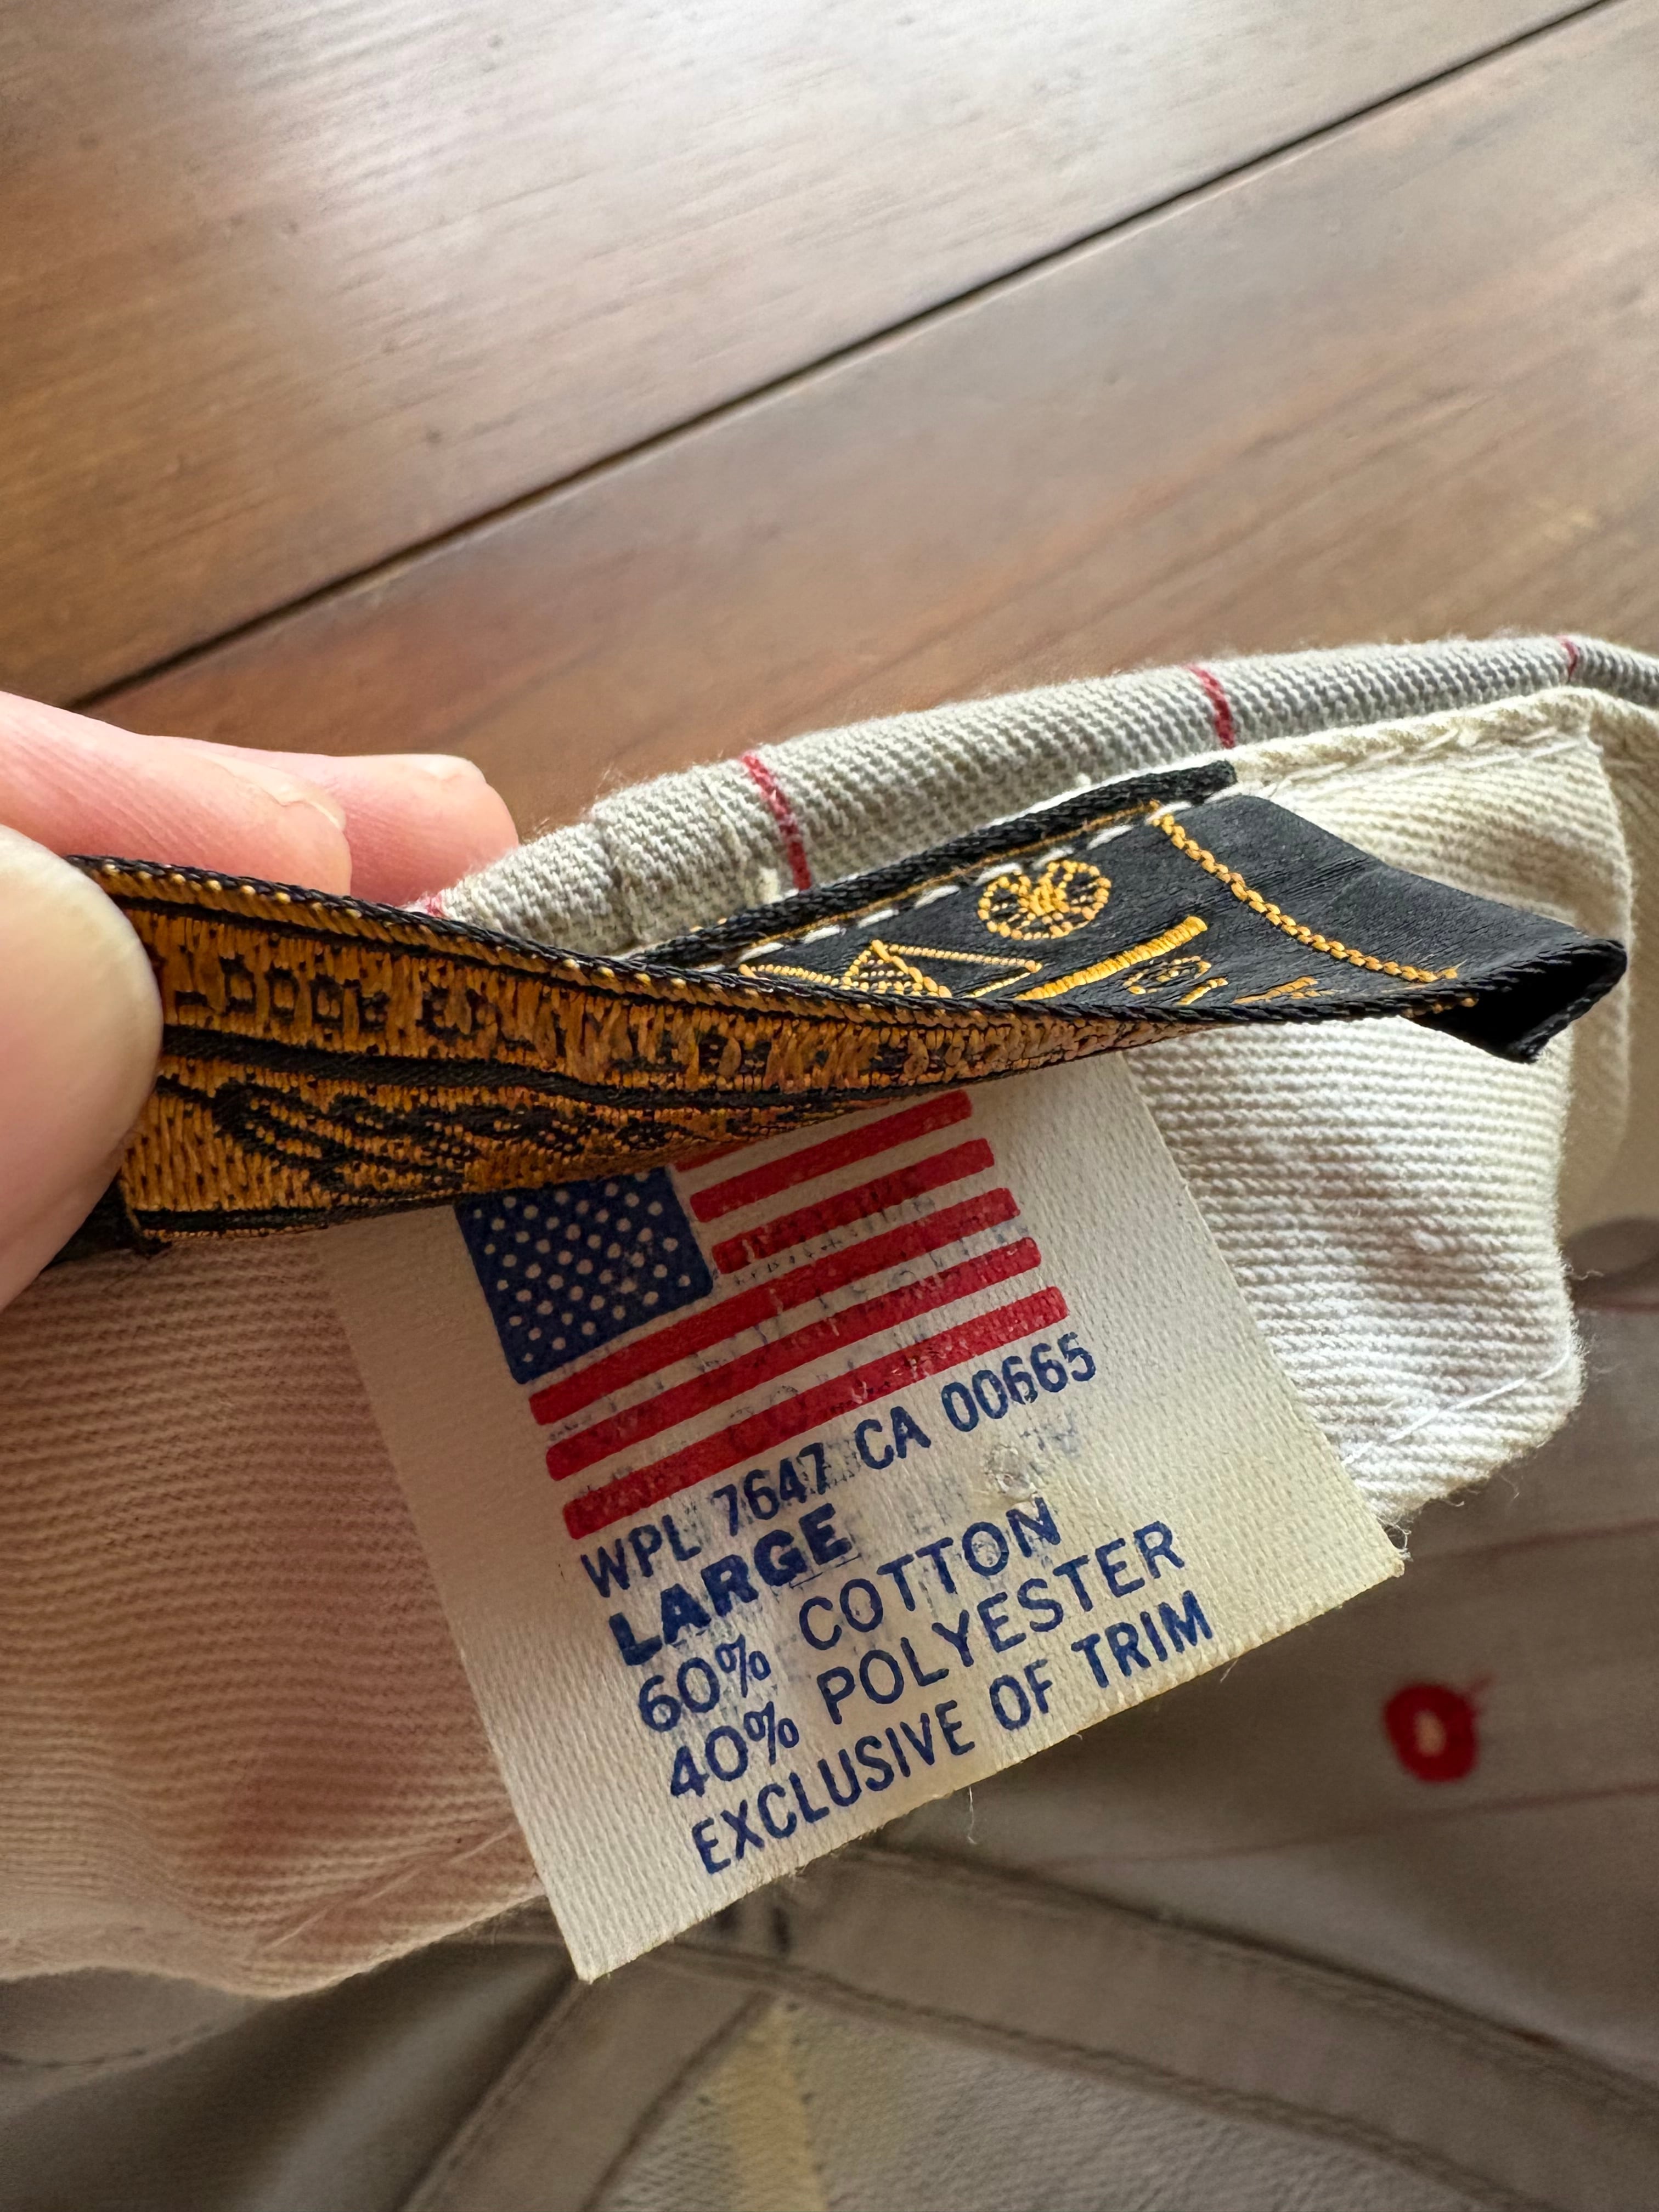 WPL 7647 CA 00665
LARGE
60% COTTON
40% POLYESTER
EXCLUSIVE OF TRIM